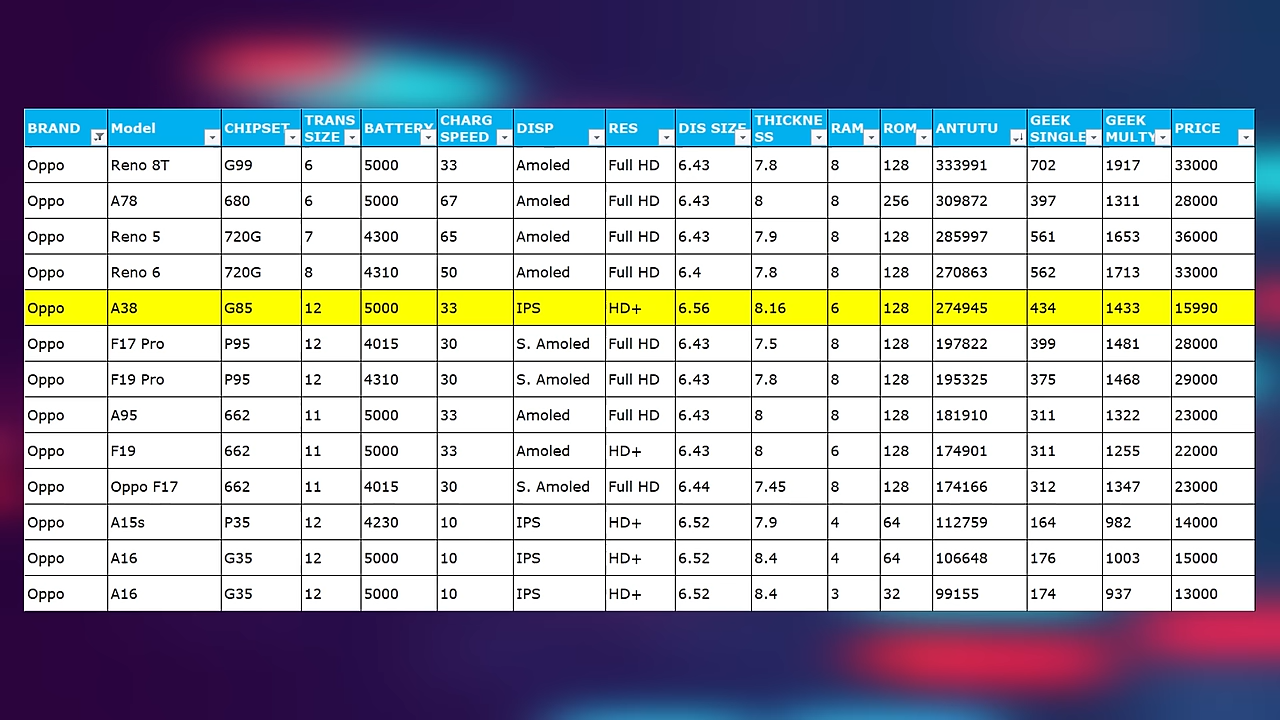 BRAND Model CHIPSET TRANS SIZE BATTERY CHARG SPEED DISP RES DIS SIZE THICKNE SS RAM ROM ANTUTU GEEK SINGLE GEEK MULTY PRICE
Oppo Reno 8T G99 6 5000 33 Amoled Full HD 6.43 7.8 8 128 333991 702 1917 33000
Oppo A78 680 6 5000 67 Amoled Full HD 6.43 8 8 256 309872 397 1311 28000
Oppo Reno 5 720G 7 4300 65 Amoled Full HD 6.43 7.9 8 128 285997 561 1653 36000
Oppo Reno 6 720G 8 4310 50 Amoled Full HD 6.4 7.8 8 128 270863 562 1713 33000
Oppo A38 G85 12 5000 33 IPS HD+ 6.56 8.16 6 128 274945 434 1433 15990
Oppo F17 Pro P95 12 4015 30 S. Amoled Full HD 6.43 7.5 8 128 197822 399 1481 28000
Oppo F19 Pro P95 12 4310 30 S. Amoled Full HD 6.43 7.8 8 128 195325 375 1468 29000
Oppo A95 662 11 5000 33 Amoled Full HD 6.43 8 8 128 181910 311 1322 23000
Oppo F19 662 11 5000 33 Amoled HD+ 6.43 8 6 128 174901 311 1255 22000
Oppo Oppo F17 662 11 4015 30 S. Amoled Full HD 6.44 7.45 8 128 174166 312 1347 23000
Oppo A15s P35 12 4230 10 IPS HD+ 6.52 7.9 4 64 112759 164 982 14000
Oppo A16 G35 12 5000 10 IPS HD+ 6.52 8.4 4 64 106648 176 1003 15000
Oppo A16 G35 12 5000 10 IPS HD+ 6.52 8.4 3 32 99155 174 937 13000